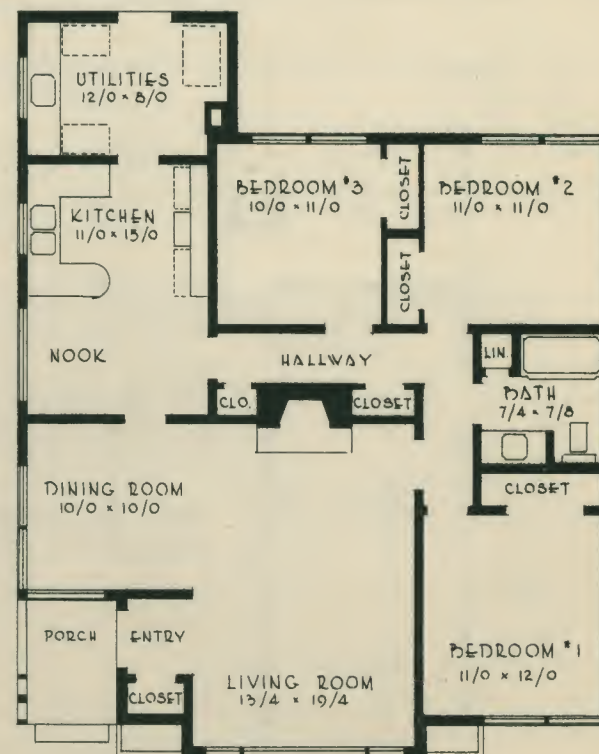 UTILITIES
12/0 × 8/0
KITCHEN
11/0 × 15/0
BEDROOM #3
10/0 × 11/0
CLOSET
BEDROOM #2
11/0 × 11/0
CLOSET
NOOK
HALLWAY
LIN.
BATH
7/4 × 7/8
CLO.
CLOSET
CLOSET
DINING ROOM
10/0 × 10/0
PORCH
ENTRY
CLOSET
LIVING ROOM
13/4 × 19/4
BEDROOM #1
11/0 × 12/0